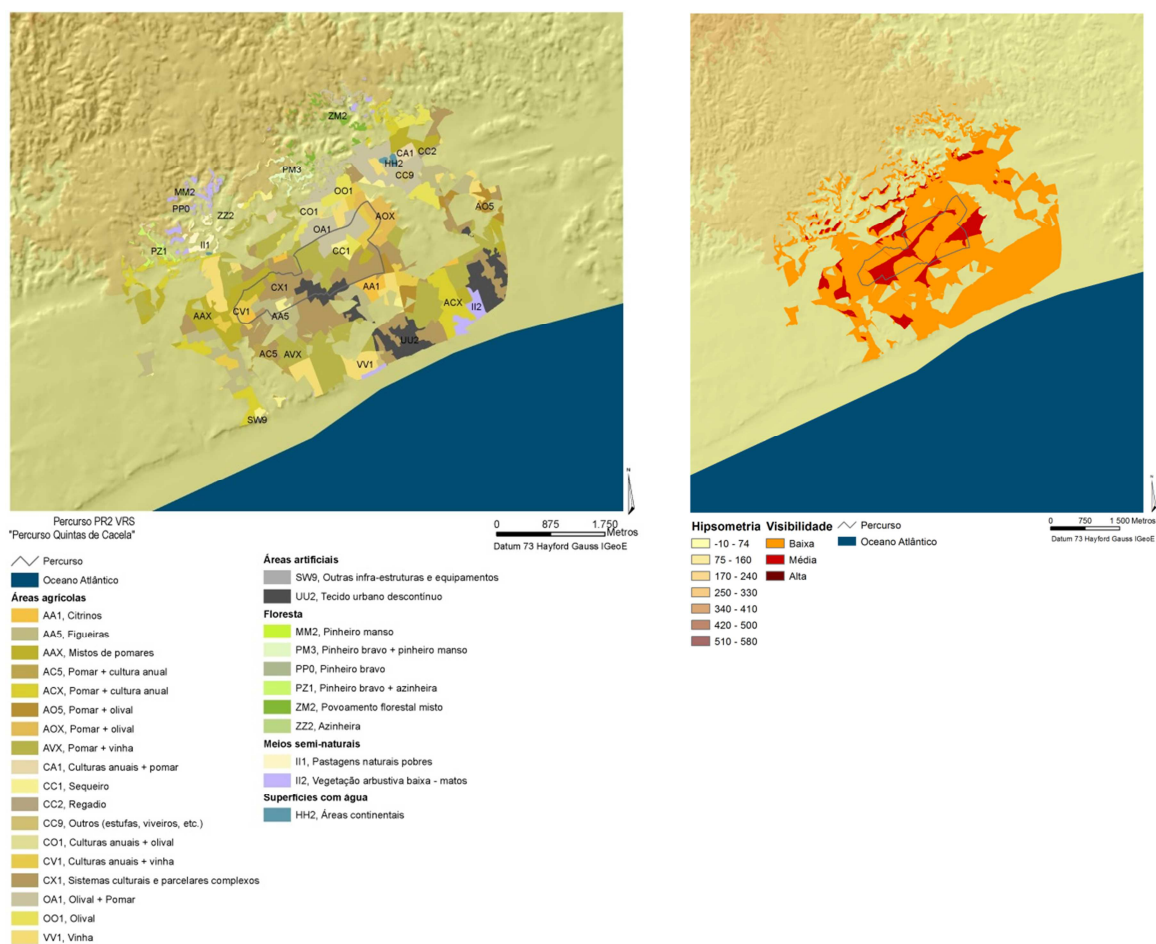 ZM2
CA1
CC2
HH2
CC9
PM3
MM2
OO1
PP0
ZZ2
CO1
AOX
AO5
OA1
PZ1
II1
CC1
CX1
AA1
ACX
II2
CV1
AAX
AA5
UU2
AC5
AVX
VV1
SW9
N
Percurso PR2 VRS
"Percurso Quintas de Cacela"
0 875 1.750
Metros
Datum 73 Hayford Gauss IGeoE
Percurso
Oceano Atlântico
Áreas agrícolas
AA1, Citrinos
AA5, Figueiras
AAX, Mistos de pomares
AC5, Pomar + cultura anual
ACX, Pomar + cultura anual
AO5, Pomar + olival
AOX, Pomar + olival
AVX, Pomar + vinha
CA1, Culturas anuais + pomar
CC1, Sequeiro
CC2, Regadio
CC9, Outros (estufas, viveiros, etc.)
CO1, Culturas anuais + olival
CV1, Culturas anuais + vinha
CX1, Sistemas culturais e parcelares complexos
OA1, Olival + Pomar
OO1, Olival
VV1, Vinha
Áreas artificiais
SW9, Outras infra-estruturas e equipamentos
UU2, Tecido urbano descontínuo
Floresta
MM2, Pinheiro manso
PM3, Pinheiro bravo + pinheiro manso
PP0, Pinheiro bravo
PZ1, Pinheiro bravo + azinheira
ZM2, Povoamento florestal misto
ZZ2, Azinheira
Meios semi-naturais
II1, Pastagens naturais pobres
II2, Vegetação arbustiva baixa - matos
Superfícies com água
HH2, Áreas continentais
N
Hipsometria
-10 - 74
75 - 160
170 - 240
250 - 330
340 - 410
420 - 500
510 - 580
Visibilidade
Baixa
Média
Alta
Percurso
Oceano Atlântico
0 750 1 500 Metros
Datum 73 Hayford Gauss IGeoE